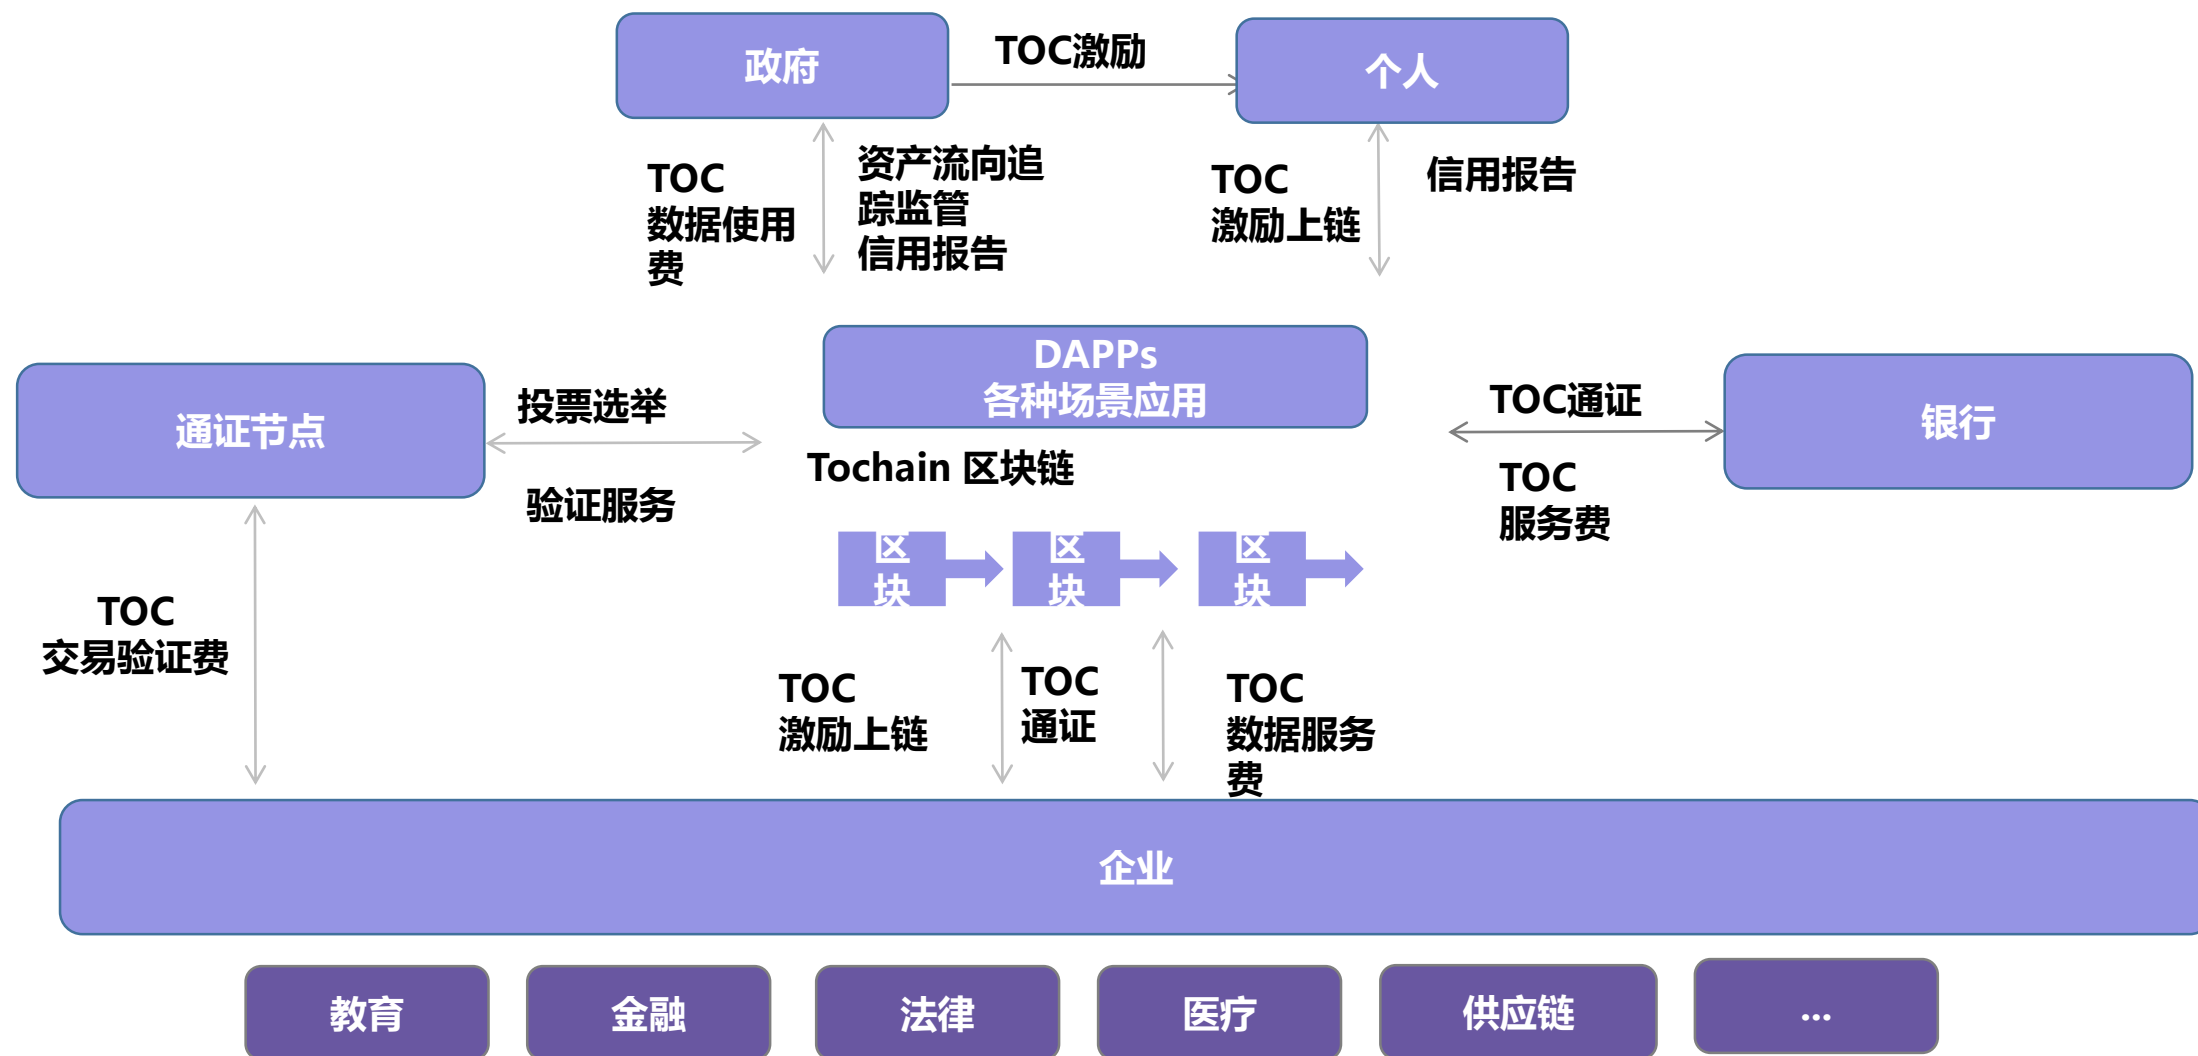 政府
TOC激励
个人
TOC
数据使用
费
资产流向追
踪监管
信用报告
TOC
激励上链
信用报告
DAPPs
各种场景应用
通证节点
投票选举
验证服务
Tochain 区块链
TOC通证
TOC
服务费
银行
区
块
区
块
区
块
TOC
交易验证费
TOC
激励上链
TOC
通证
TOC
数据服务
费
企业
教育
金融
法律
医疗
供应链
...